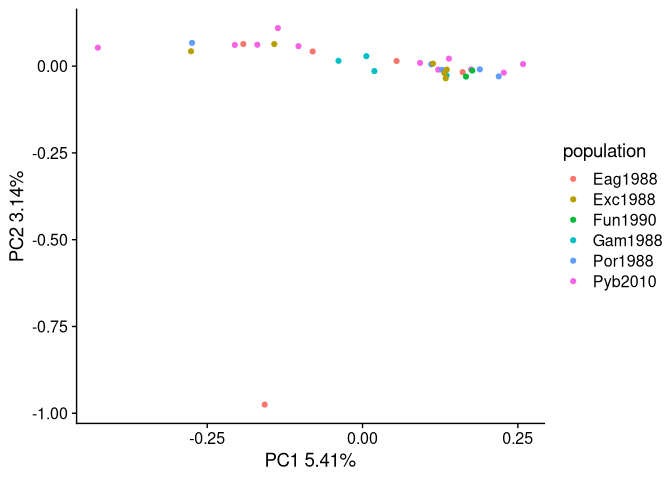 0.00
-0.25
-0.50
-0.75
-1.00
PC2 3.14%
-0.25 0.00 0.25
PC1 5.41%
population
Eag1988
Exc1988
Fun1990
Gam1988
Por1988
Pyb2010